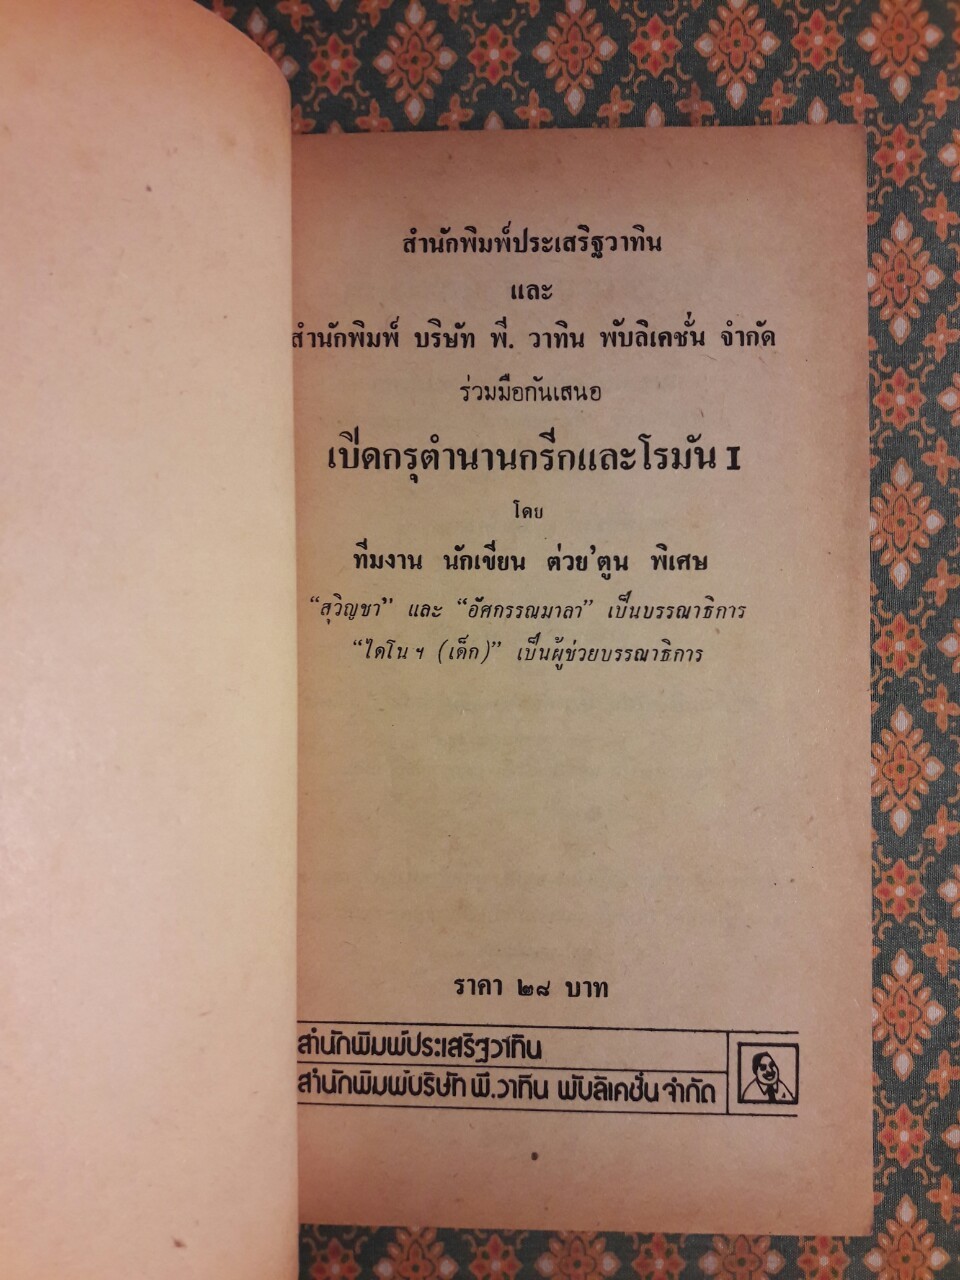 สำนักพิมพ์ประเสริฐวาทิน
และ
สำนักพิมพ์ บริษัท พี. วาทิน พับลิเคชั่น จำกัด
ร่วมมือกันเสนอ
เปิดกรุตำนานกรีกและโรมัน I
โดย
ทีมงาน นักเขียน ต่วย'ตูน พิเศษ
“สุวิญชา” และ “อัศกรรณมาลา” เป็นบรรณาธิการ
“ไดโน ฯ (เด็ก)” เป็นผู้ช่วยบรรณาธิการ
ราคา ๒๘ บาท
สำนักพิมพ์ประเสริฐวาทิน
สำนักพิมพ์บริษัท พี.วาทิน พับลิเคชั่น จำกัด